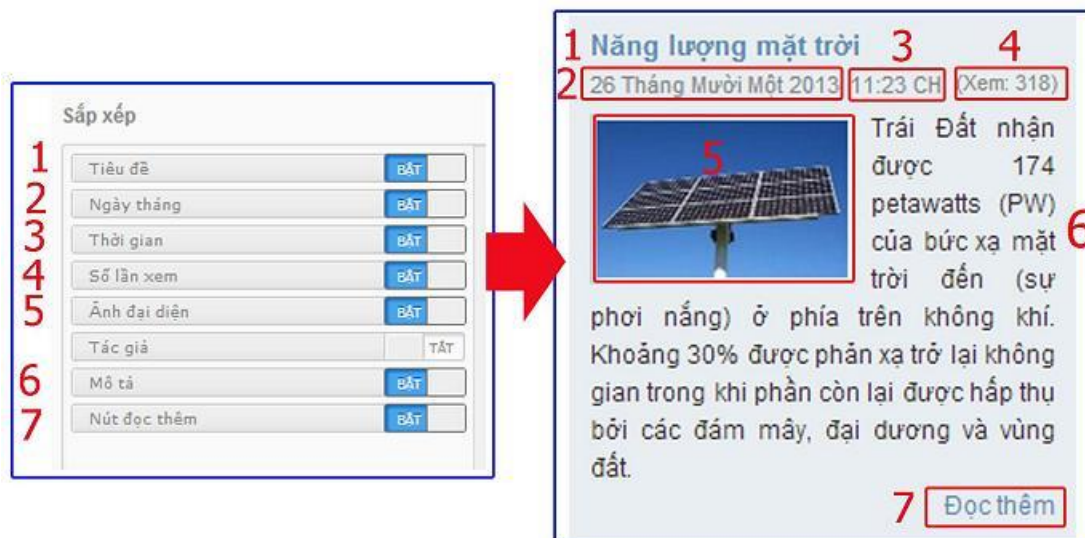 Sắp xếp
1 Tiêu đề BẬT
2 Ngày tháng BẬT
3 Thời gian BẬT
4 Số lần xem BẬT
5 Ảnh đại diện BẬT
Tác giả TẮT
6 Mô tả BẬT
7 Nút đọc thêm BẬT
1 Năng lượng mặt trời 3 4
2 26 Tháng Mười Một 2013 11:23 CH (Xem: 318)
5
Trái Đất nhận
được 174
petawatts (PW)
của bức xạ mặt 6
trời đến (sự
phơi nắng) ở phía trên không khí.
Khoảng 30% được phản xạ trở lại không
gian trong khi phần còn lại được hấp thụ
bởi các đám mây, đại dương và vùng
đất.
7 Đọc thêm